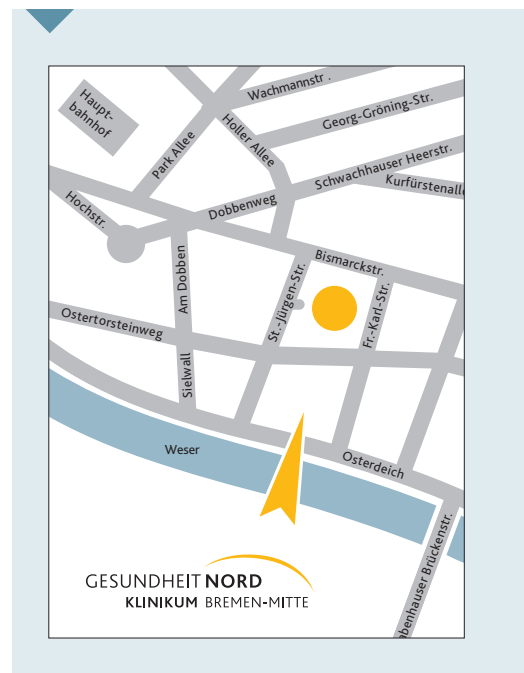 Wachmannstr .
Haupt-
bahnhof
Georg-Gröning-Str.
Holler Allee
Park Allee
Schwachhauser Heerstr.
Kurfürstenalle
Hochstr.
Dobbenweg
Am Dobben
Bismarckstr.
St.-Jürgen-Str.
Fr.-Karl-Str.
Ostertorsteinweg
Sielwall
Weser
Osterdeich
abenhauser Brückenstr.
GESUNDHEIT NORD
KLINIKUM BREMEN-MITTE